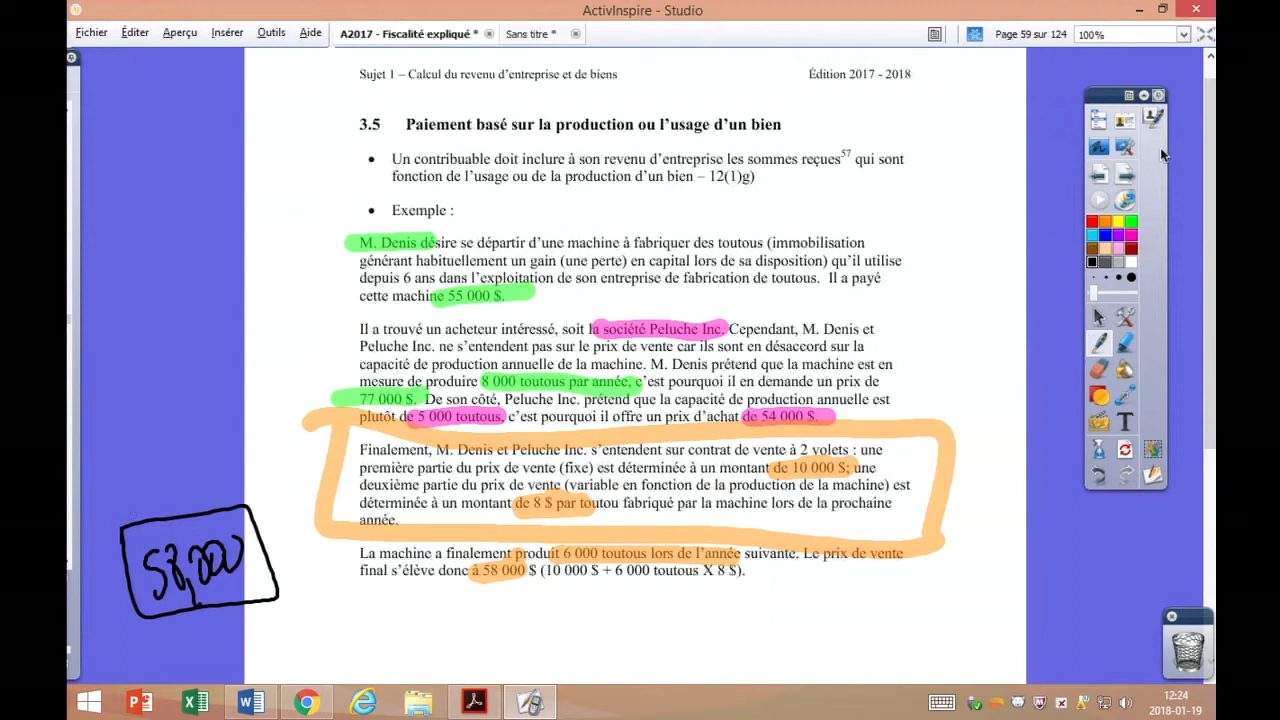 ActivInspire - Studio
Fichier Éditer Aperçu Insérer Outils Aide
A2017 - Fiscalité expliqué * Sans titre *
Page 59 sur 124 100%
Sujet 1 – Calcul du revenu d’entreprise et de biens Édition 2017 - 2018
3.5 Paiement basé sur la production ou l’usage d’un bien
• Un contribuable doit inclure à son revenu d’entreprise les sommes reçues57 qui sont
fonction de l’usage ou de la production d’un bien – 12(1)g)
• Exemple :
M. Denis désire se départir d’une machine à fabriquer des toutous (immobilisation
générant habituellement un gain (une perte) en capital lors de sa disposition) qu’il utilise
depuis 6 ans dans l’exploitation de son entreprise de fabrication de toutous. Il a payé
cette machine 55 000 $.
Il a trouvé un acheteur intéressé, soit la société Peluche Inc. Cependant, M. Denis et
Peluche Inc. ne s’entendent pas sur le prix de vente car ils sont en désaccord sur la
capacité de production annuelle de la machine. M. Denis prétend que la machine est en
mesure de produire 8 000 toutous par année, c’est pourquoi il en demande un prix de
77 000 $. De son côté, Peluche Inc. prétend que la capacité de production annuelle est
plutôt de 5 000 toutous, c’est pourquoi il offre un prix d’achat de 54 000 $.
Finalement, M. Denis et Peluche Inc. s’entendent sur contrat de vente à 2 volets : une
première partie du prix de vente (fixe) est déterminée à un montant de 10 000 $; une
deuxième partie du prix de vente (variable en fonction de la production de la machine) est
déterminée à un montant de 8 $ par toutou fabriqué par la machine lors de la prochaine
année.
La machine a finalement produit 6 000 toutous lors de l’année suivante. Le prix de vente
final s’élève donc à 58 000 $ (10 000 $ + 6 000 toutous X 8 $).
58,000
12:24
2018-01-19